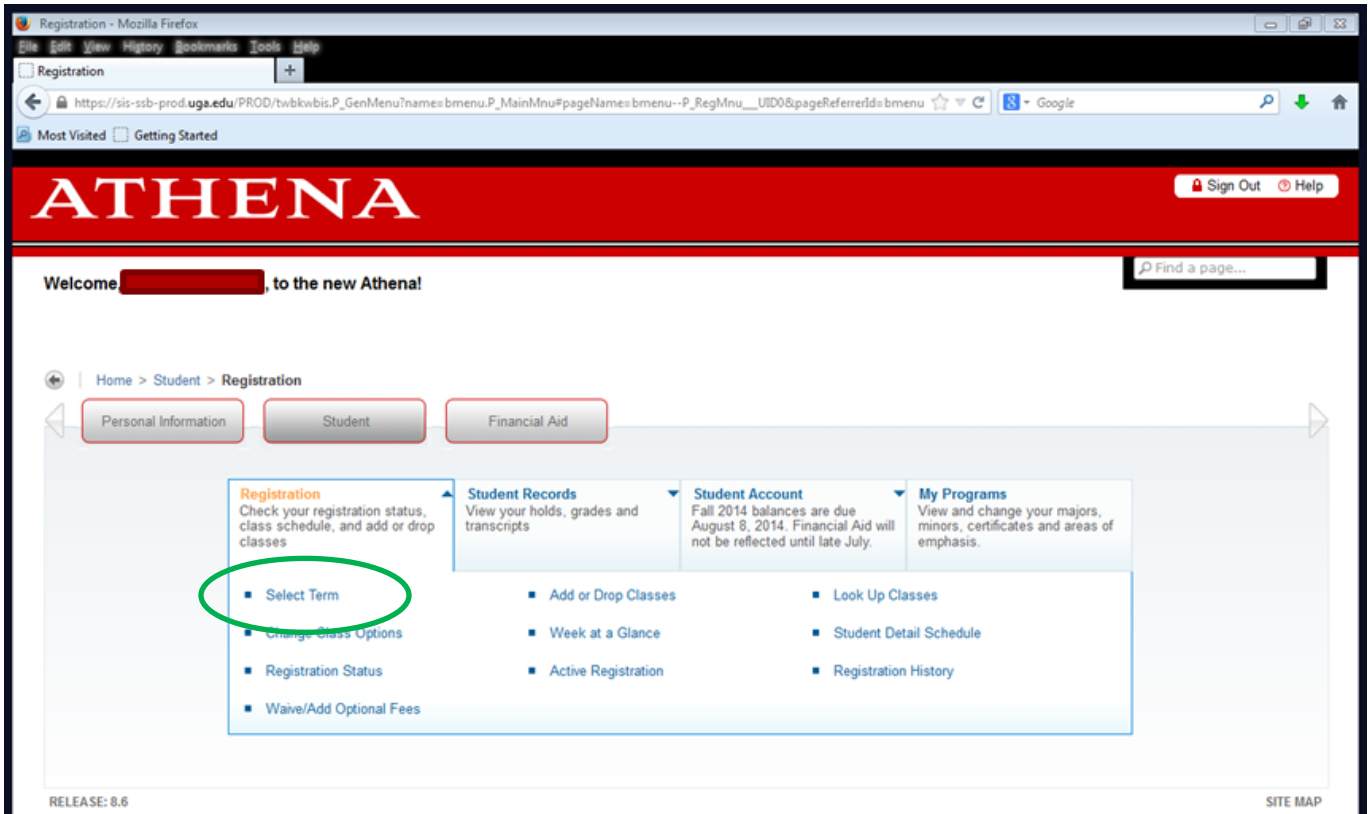 Registration - Mozilla Firefox
File Edit View History Bookmarks Tools Help
Registration +
https://sis-ssb-prod.uga.edu/PROD/twbkwbis.P_GenMenu?name=bmenu.P_MainMnu#pageName=bmenu--P_RegMnu__UID0&pageReferrerId=bmenu Google
Most Visited Getting Started
ATHENA
Sign Out Help
Find a page...
Welcome, , to the new Athena!
Home > Student > Registration
Personal Information Student Financial Aid
Registration
Check your registration status,
class schedule, and add or drop
classes
Student Records
View your holds, grades and
transcripts
Student Account
Fall 2014 balances are due
August 8, 2014. Financial Aid will
not be reflected until late July.
My Programs
View and change your majors,
minors, certificates and areas of
emphasis.
Select Term Add or Drop Classes Look Up Classes
Change Class Options Week at a Glance Student Detail Schedule
Registration Status Active Registration Registration History
Waive/Add Optional Fees
RELEASE: 8.6 SITE MAP